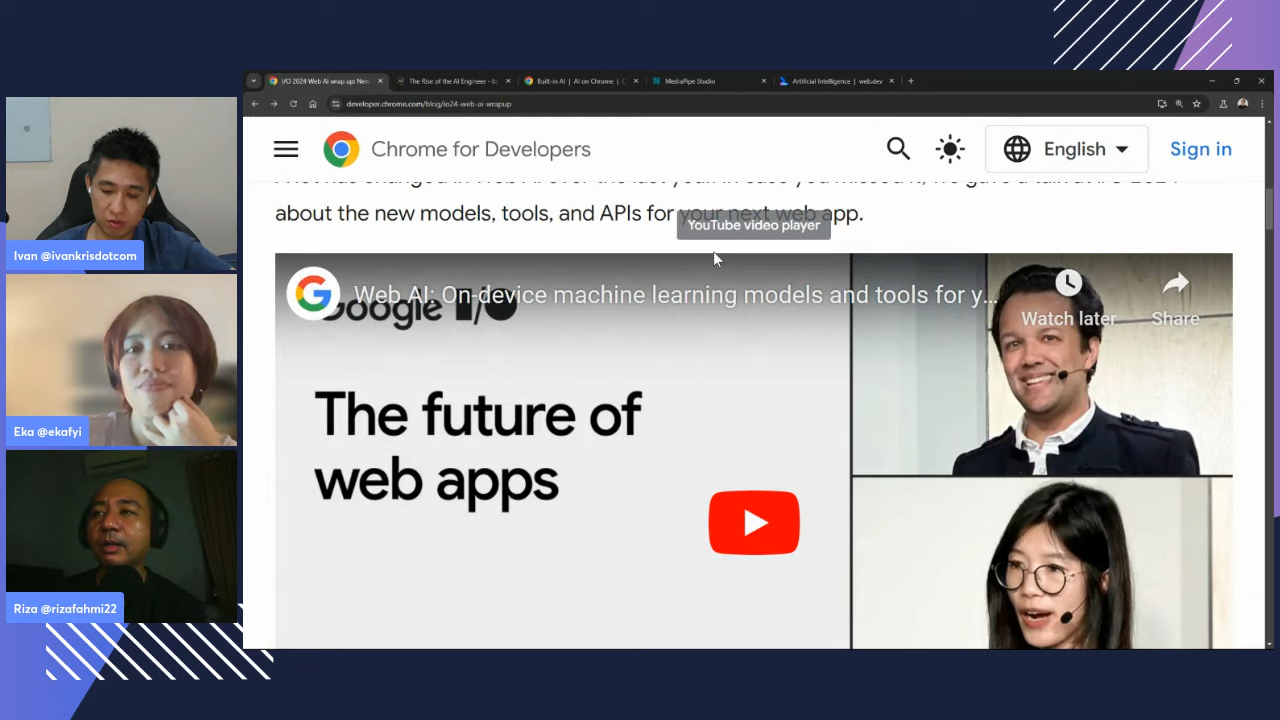 I/O 2024 Web AI wrap up: New
The Rise of the AI Engineer - b
Built-in AI | AI on Chrome | C
MediaPipe Studio
Artificial Intelligence | web.dev
developer.chrome.com/blog/io24-web-ai-wrapup
Chrome for Developers
English
Sign in
about the new models, tools, and APIs for your next web app.
YouTube video player
Web AI: On-device machine learning models and tools for y...
Google I/O
Watch later
Share
The future of
web apps
Ivan @ivankrisdotcom
Eka @ekafyi
Riza @rizafahmi22